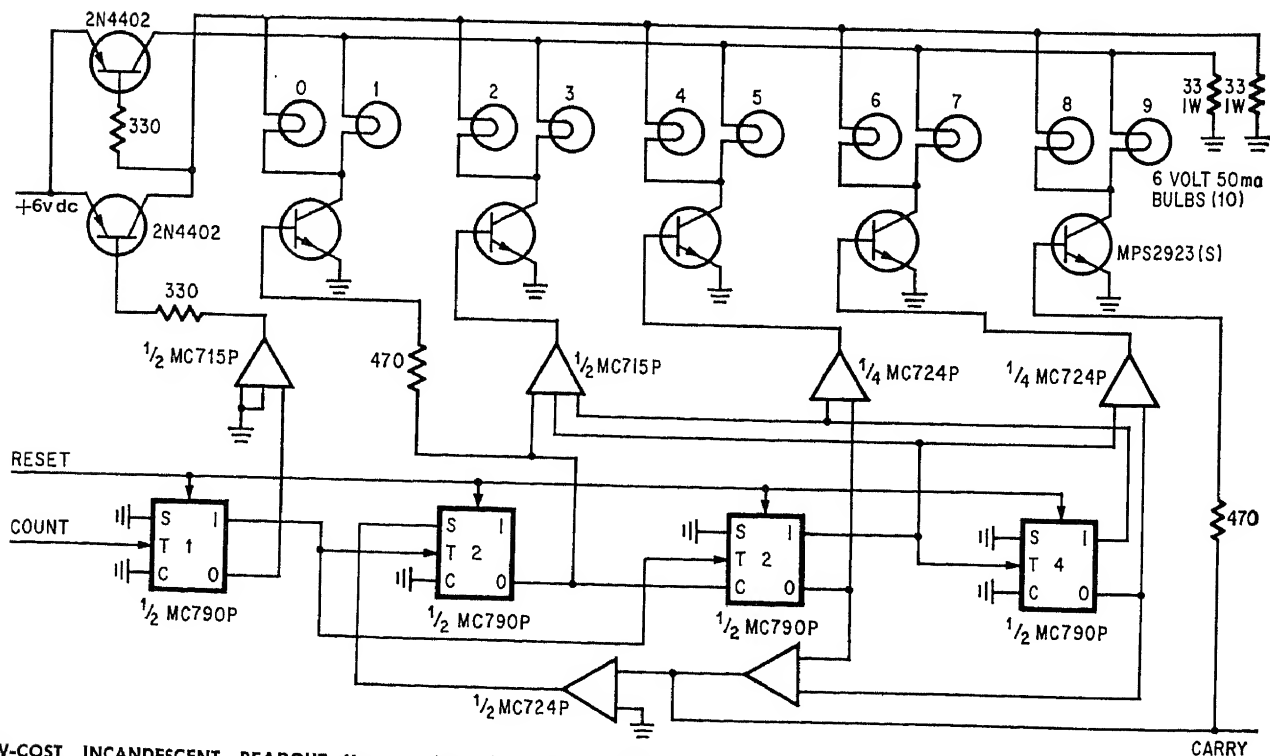 2N4402
330
+6vdc
2N4402
330
0
1
2
3
4
5
6
7
8
9
33
1W
33
1W
6 VOLT 50ma
BULBS (10)
MPS2923(S)
1/2 MC715P
470
1/2 MC715P
1/4 MC724P
1/4 MC724P
470
RESET
COUNT
S 1
T 1
C 0
1/2 MC790P
S 1
T 2
C 0
1/2 MC790P
S 1
T 2
C 0
1/2 MC790P
S 1
T 4
C 0
1/2 MC790P
1/2 MC724P
CARRY
INCANDESCENT